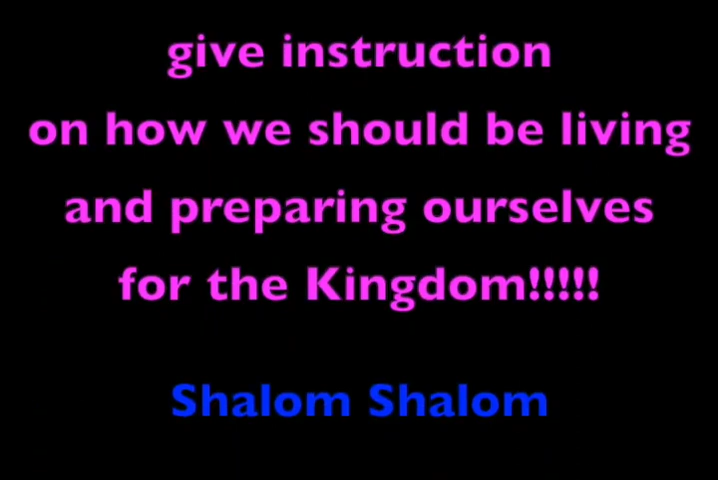 give instruction
on how we should be living
and preparing ourselves
for the Kingdom!!!!!
Shalom Shalom